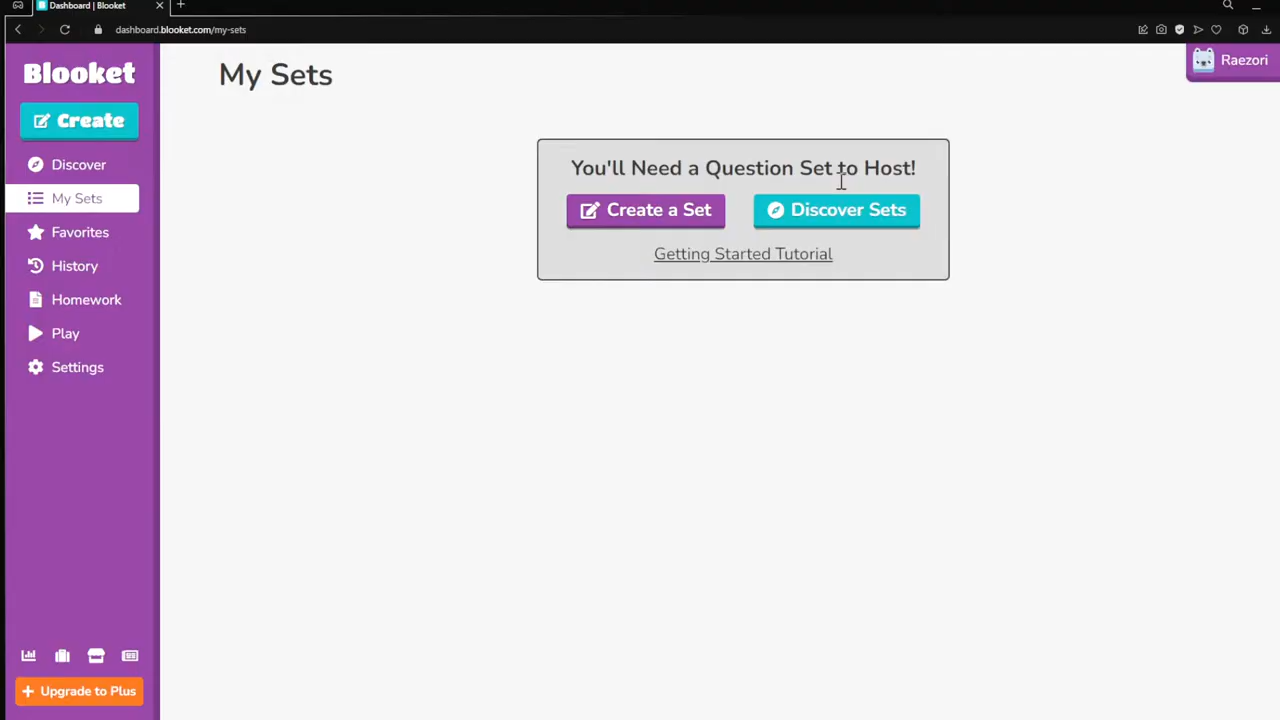 Dashboard | Blooket
dashboard.blooket.com/my-sets
Blooket
Create
Discover
My Sets
Favorites
History
Homework
Play
Settings
Upgrade to Plus
My Sets
Raezori
You'll Need a Question Set to Host!
Create a Set
Discover Sets
Getting Started Tutorial